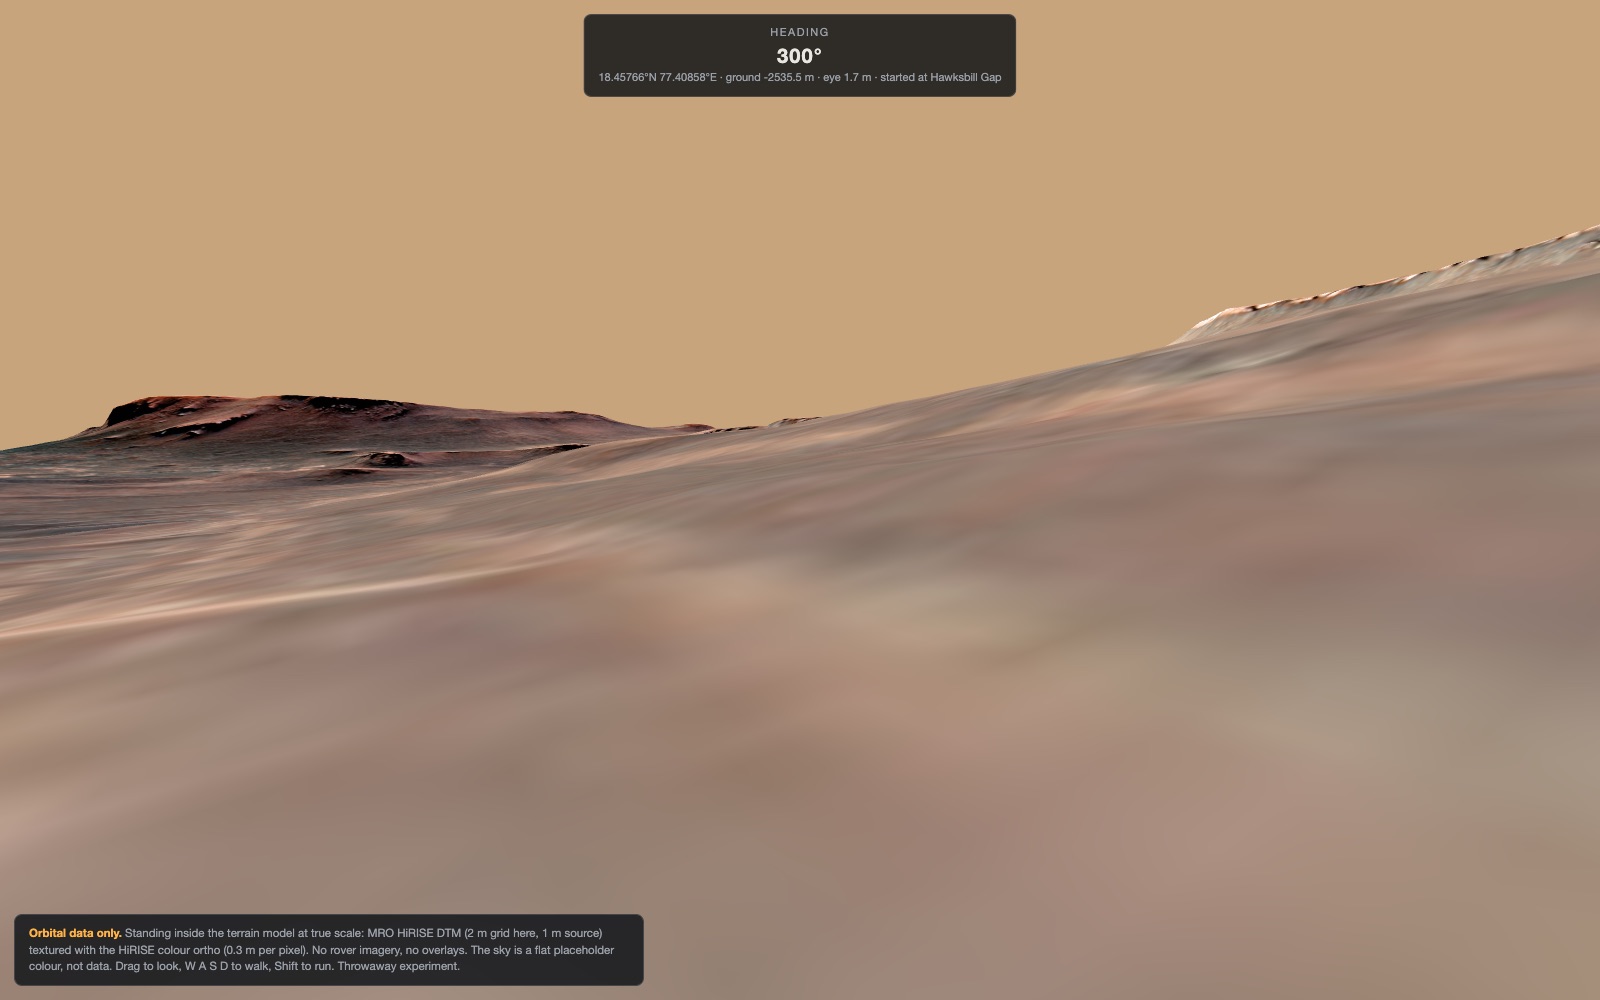 HEADING
300°
18.45766°N 77.40858°E · ground -2535.5 m · eye 1.7 m · started at Hawksbill Gap
Orbital data only. Standing inside the terrain model at true scale: MRO HiRISE DTM (2 m grid here, 1 m source)
textured with the HiRISE colour ortho (0.3 m per pixel). No rover imagery, no overlays. The sky is a flat placeholder
colour, not data. Drag to look, W A S D to walk, Shift to run. Throwaway experiment.